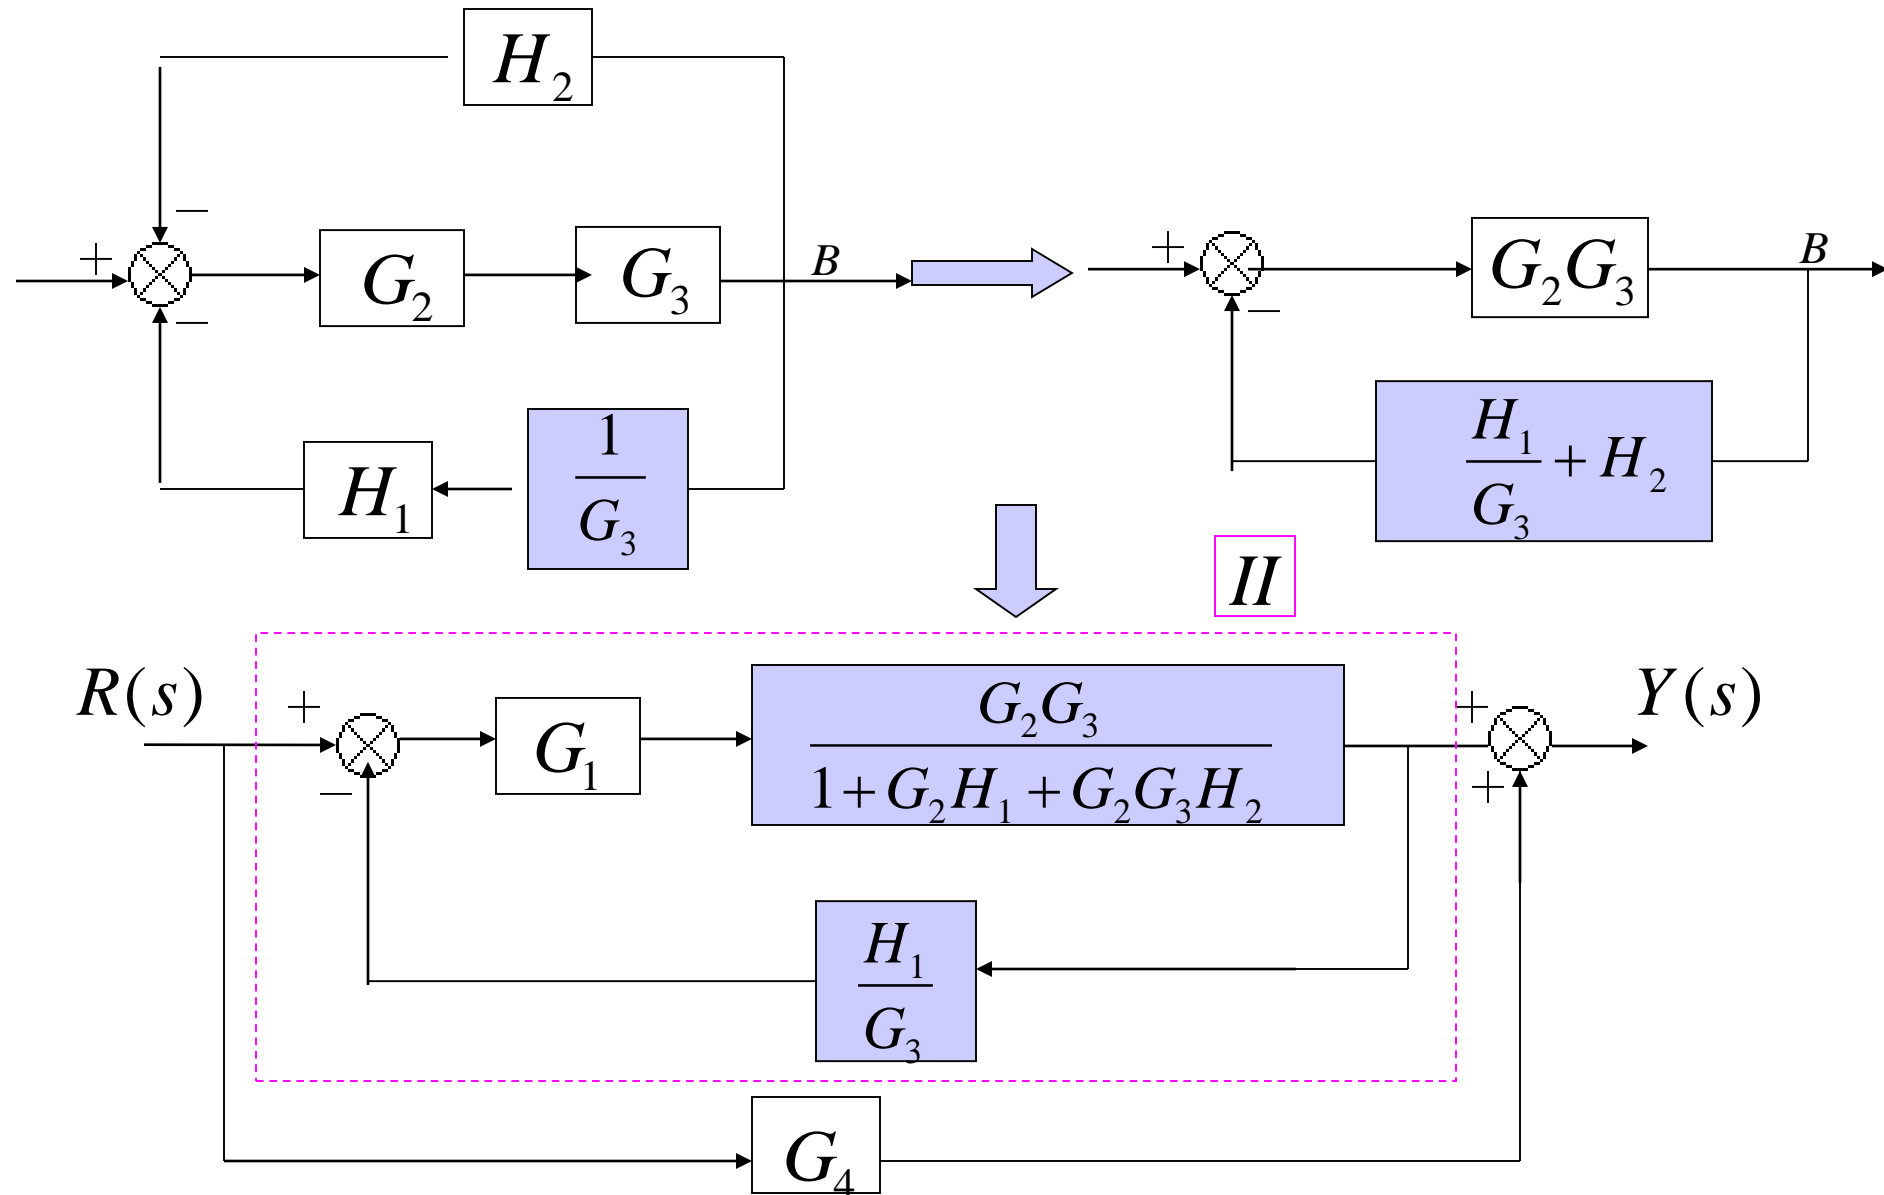 H₂
−
+ G₂ G₃ B
−
H₁ 1/G₃
+ G₂G₃ B
−
H₁/G₃ + H₂
II
R(s) + G₁ G₂G₃/(1+G₂H₁+G₂G₃H₂) + Y(s)
− +
H₁/G₃
G₄